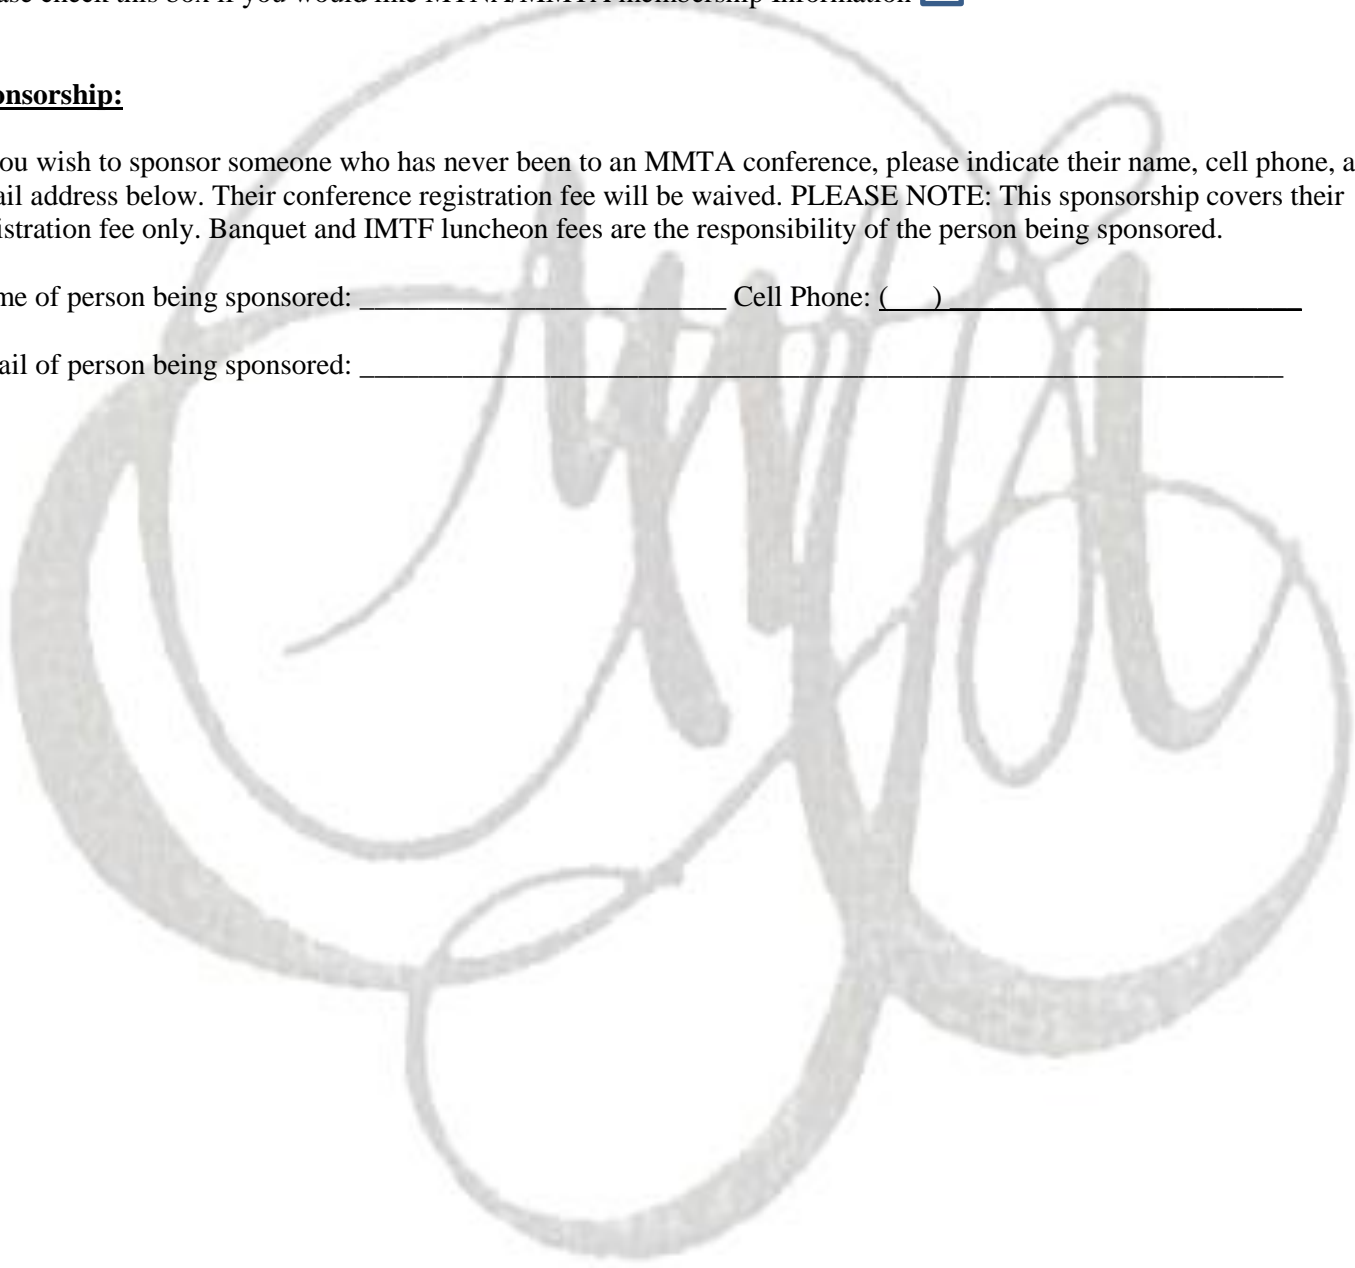 ase check this box if you would like MTNA/MMTA membership Information
onsorship:
ou wish to sponsor someone who has never been to an MMTA conference, please indicate their name, cell phone, a
ail address below. Their conference registration fee will be waived. PLEASE NOTE: This sponsorship covers their
istration fee only. Banquet and IMTF luncheon fees are the responsibility of the person being sponsored.
me of person being sponsored: _________________________ Cell Phone: (___)________________________
ail of person being sponsored: _______________________________________________________________